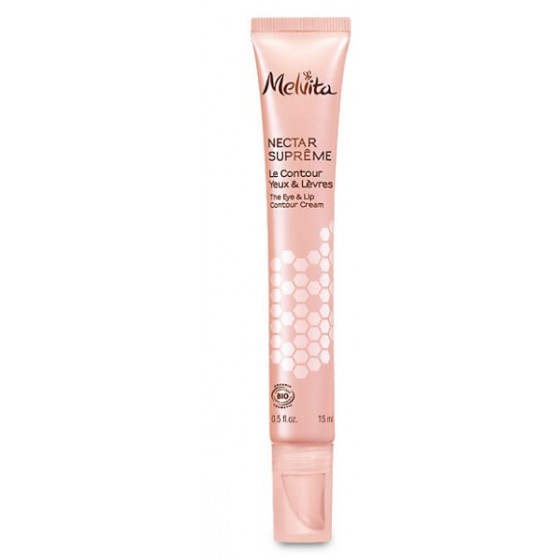 Melvita
NECTAR
SUPRÊME
Le Contour
Yeux & Lèvres
The Eye & Lip
Contour Cream
BIO
0.5 fl.oz. 15 ml